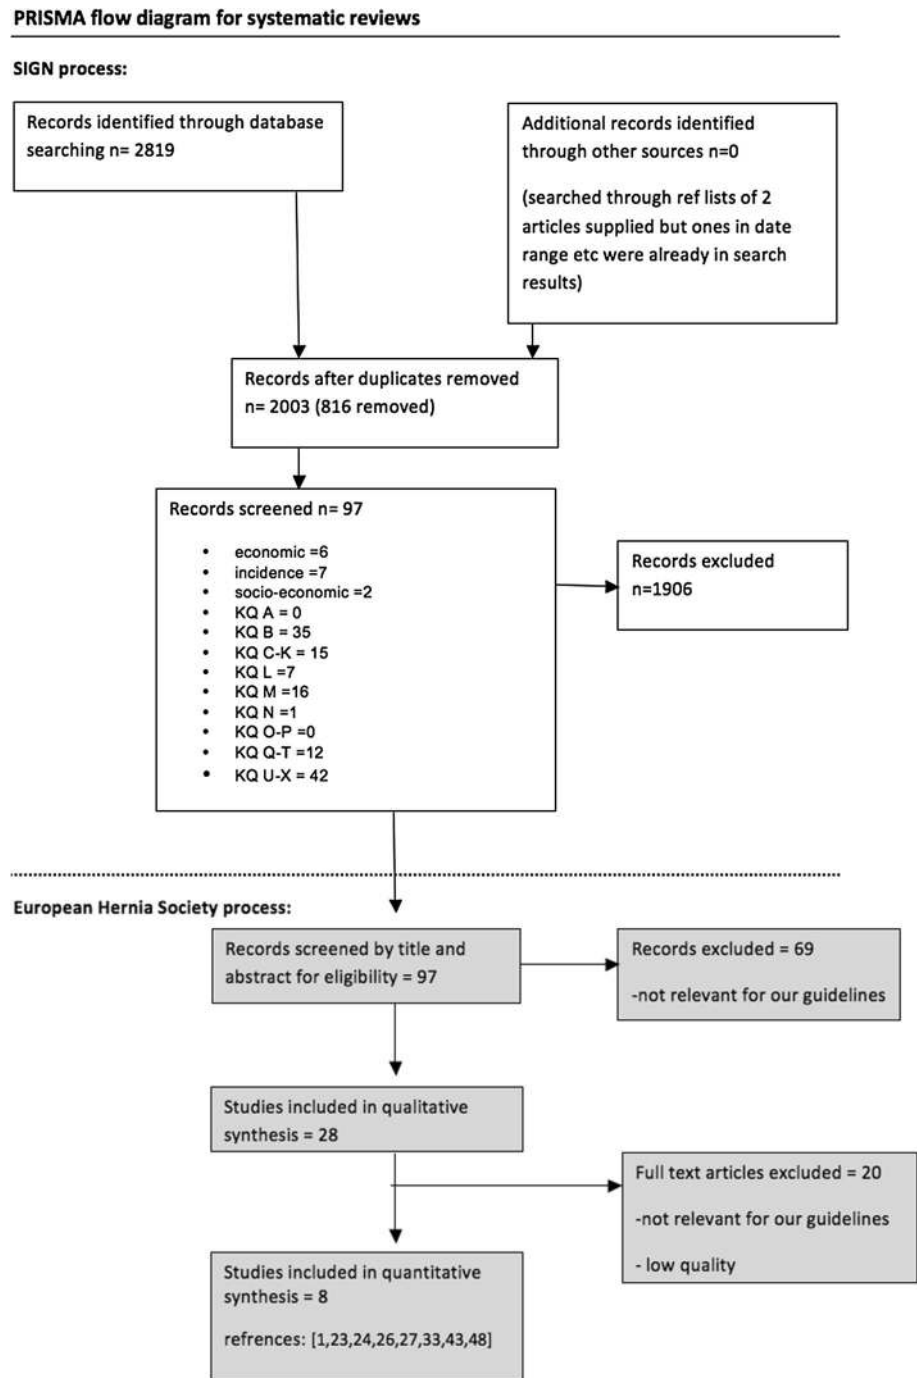 PRISMA flow diagram for systematic reviews
SIGN process:
Records identified through database
searching n= 2819
Additional records identified
through other sources n=0
(searched through ref lists of 2
articles supplied but ones in date
range etc were already in search
results)
Records after duplicates removed
n= 2003 (816 removed)
Records screened n= 97
• economic =6
• incidence =7
• socio-economic =2
• KQ A = 0
• KQ B = 35
• KQ C-K = 15
• KQ L =7
• KQ M =16
• KQ N =1
• KQ O-P =0
• KQ Q-T =12
• KQ U-X = 42
Records excluded
n=1906
European Hernia Society process:
Records screened by title and
abstract for eligibility = 97
Records excluded = 69
-not relevant for our guidelines
Studies included in qualitative
synthesis = 28
Full text articles excluded = 20
-not relevant for our guidelines
- low quality
Studies included in quantitative
synthesis = 8
refrences: [1,23,24,26,27,33,43,48]